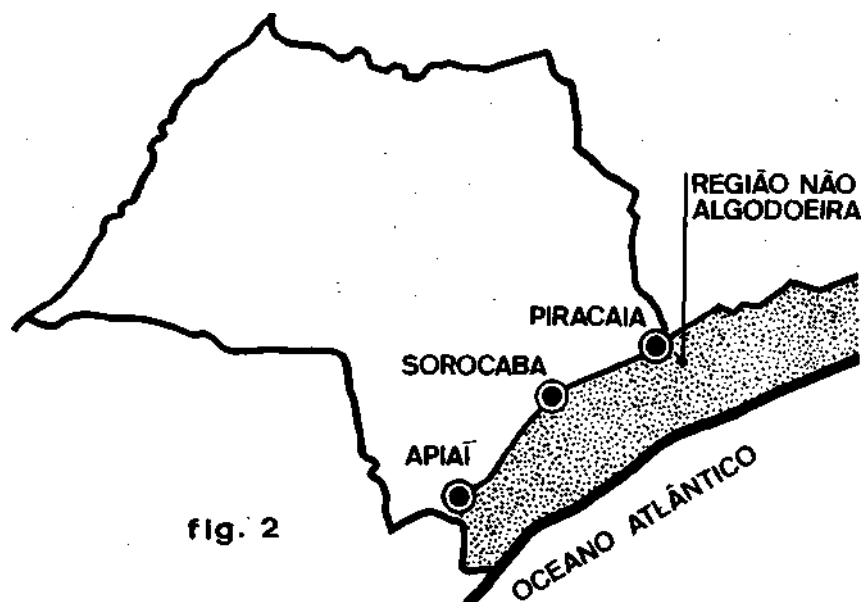 REGIÃO NÃO
ALGODOEIRA
PIRACAIA
SOROCABA
APIAÍ
fig. 2
OCEANO ATLÂNTICO